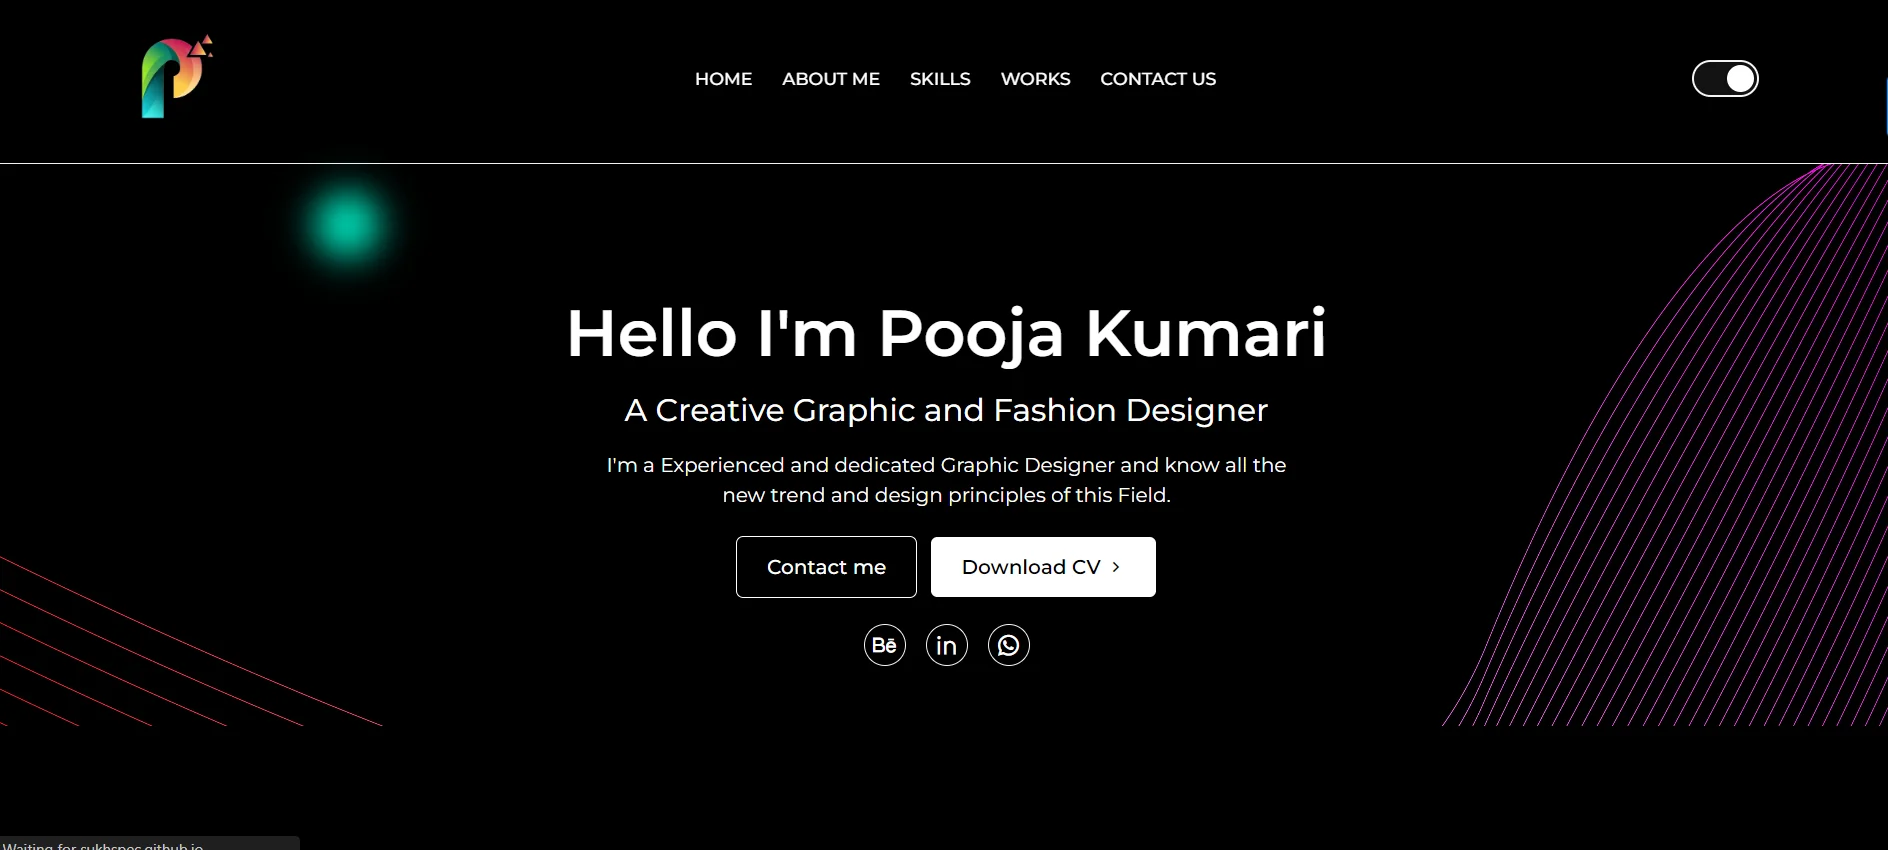 HOME ABOUT ME SKILLS WORKS CONTACT US
Hello I'm Pooja Kumari
A Creative Graphic and Fashion Designer
I'm a Experienced and dedicated Graphic Designer and know all the
new trend and design principles of this Field.
Contact me Download CV
Bē in
Waiting for sukhspec.github.io